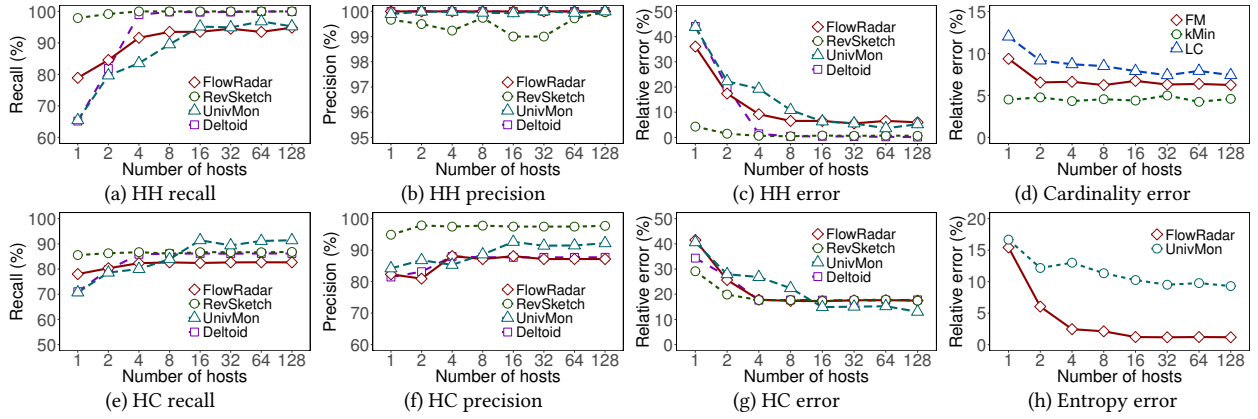 Recall (%)
100
90
80
70
60
FlowRadar
RevSketch
UnivMon
Deltoid
1 2 4 8 16 32 64 128
Number of hosts
(a) HH recall
Precision (%)
100
99
98
97
96
95
FlowRadar
RevSketch
UnivMon
Deltoid
1 2 4 8 16 32 64 128
Number of hosts
(b) HH precision
Relative error (%)
50
40
30
20
10
0
FlowRadar
RevSketch
UnivMon
Deltoid
1 2 4 8 16 32 64 128
Number of hosts
(c) HH error
Relative error (%)
15
10
5
0
FM
kMin
LC
1 2 4 8 16 32 64 128
Number of hosts
(d) Cardinality error
Recall (%)
100
90
80
70
60
50
FlowRadar
RevSketch
UnivMon
Deltoid
1 2 4 8 16 32 64 128
Number of hosts
(e) HC recall
Precision (%)
100
90
80
70
60
FlowRadar
RevSketch
UnivMon
Deltoid
1 2 4 8 16 32 64 128
Number of hosts
(f) HC precision
Relative error (%)
50
40
30
20
10
0
FlowRadar
RevSketch
UnivMon
Deltoid
1 2 4 8 16 32 64 128
Number of hosts
(g) HC error
Relative error (%)
20
15
10
5
0
FlowRadar
UnivMon
1 2 4 8 16 32 64 128
Number of hosts
(h) Entropy error